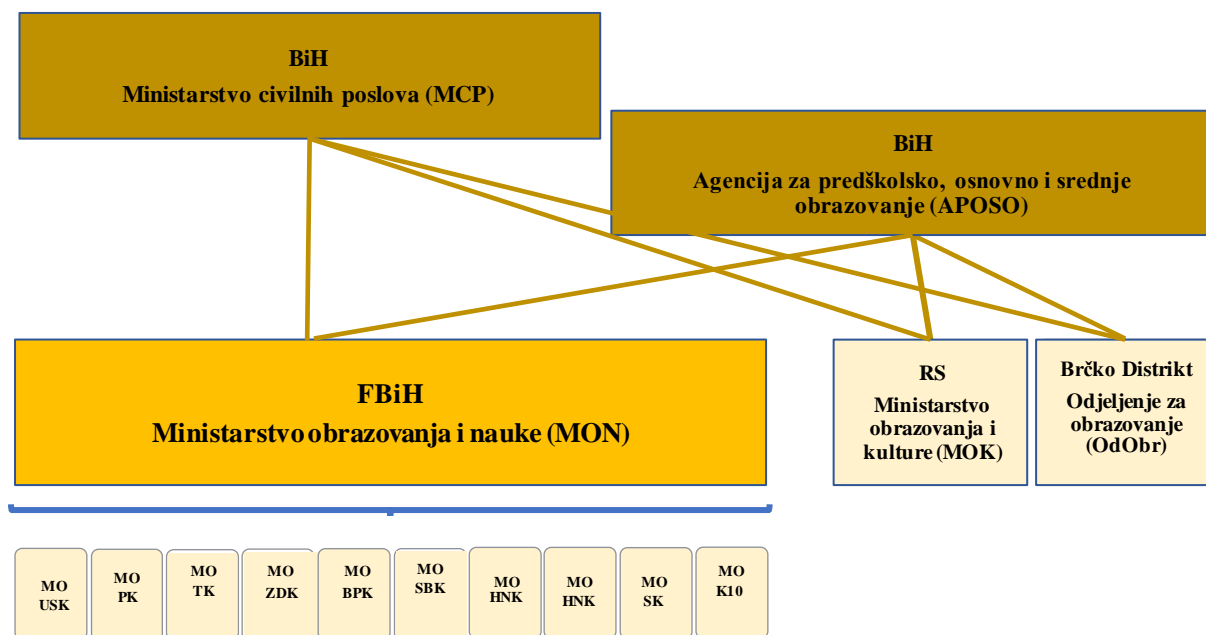 BiH
Ministarstvo civilnih poslova (MCP)
BiH
Agencija za predškolsko, osnovno i srednje
obrazovanje (APOSO)
FBiH
Ministarstvo obrazovanja i nauke (MON)
RS
Ministarstvo
obrazovanja i
kulture (MOK)
Brčko Distrikt
Odjeljenje za
obrazovanje
(OdObr)
MO
USK
MO
PK
MO
TK
MO
ZDK
MO
BPK
MO
SBK
MO
HNK
MO
HNK
MO
SK
MO
K10